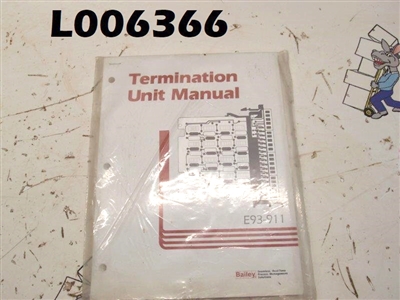 L006366
Termination
Unit Manual
E93-911
Bailey